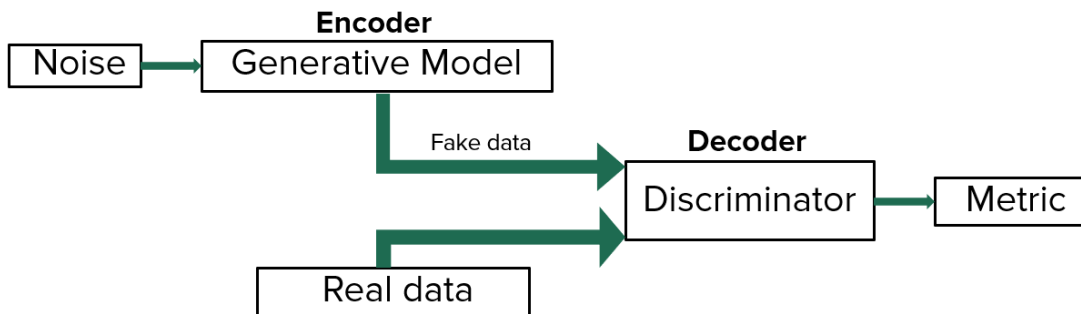 Encoder
Noise
Generative Model
Fake data
Decoder
Discriminator
Metric
Real data